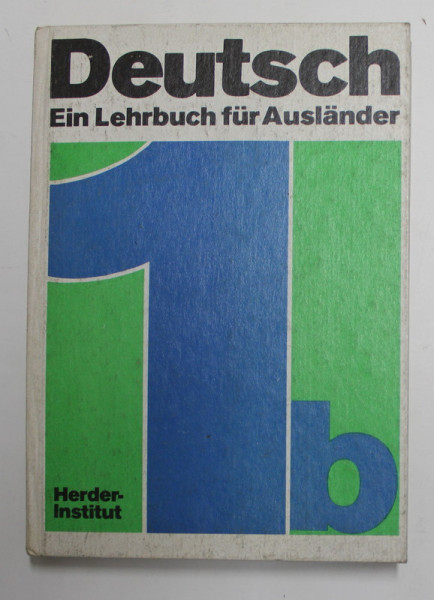 Deutsch
Ein Lehrbuch für Ausländer
1b
Herder-
Institut